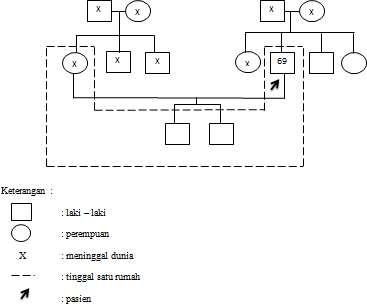 X X X X
X X X X 69
Keterangan :
: laki – laki
: perempuan
X : meninggal dunia
: tinggal satu rumah
: pasien